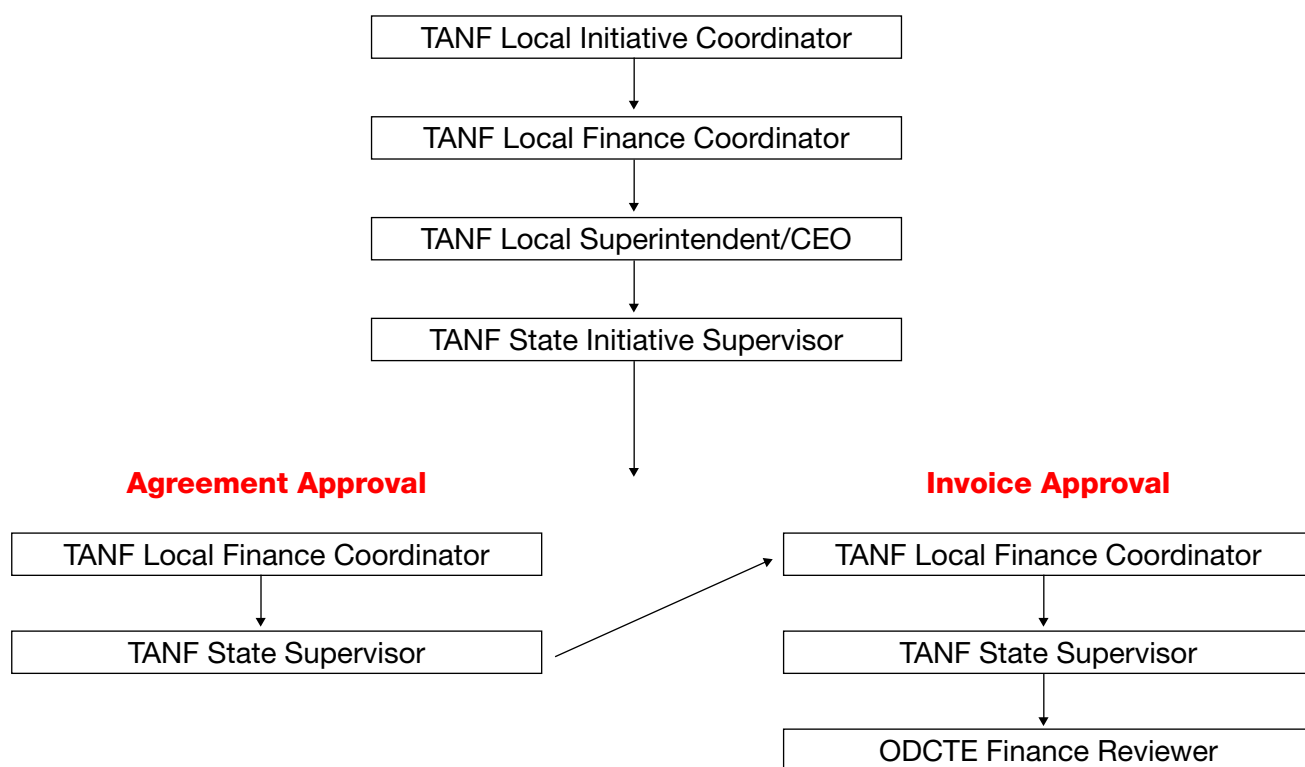 TANF Local Initiative Coordinator
TANF Local Finance Coordinator
TANF Local Superintendent/CEO
TANF State Initiative Supervisor
Agreement Approval
TANF Local Finance Coordinator
TANF State Supervisor
Invoice Approval
TANF Local Finance Coordinator
TANF State Supervisor
ODCTE Finance Reviewer